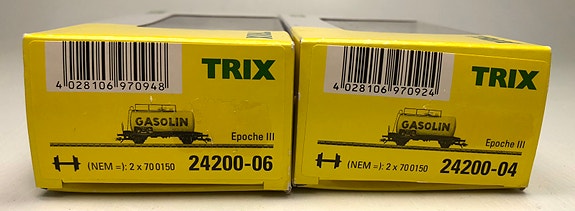 4 028106 970948
TRIX
GASOLIN
Epoche III
(NEM =): 2 x 700150
24200-06
4 028106 970924
TRIX
GASOLIN
Epoche III
(NEM =): 2 x 700150
24200-04